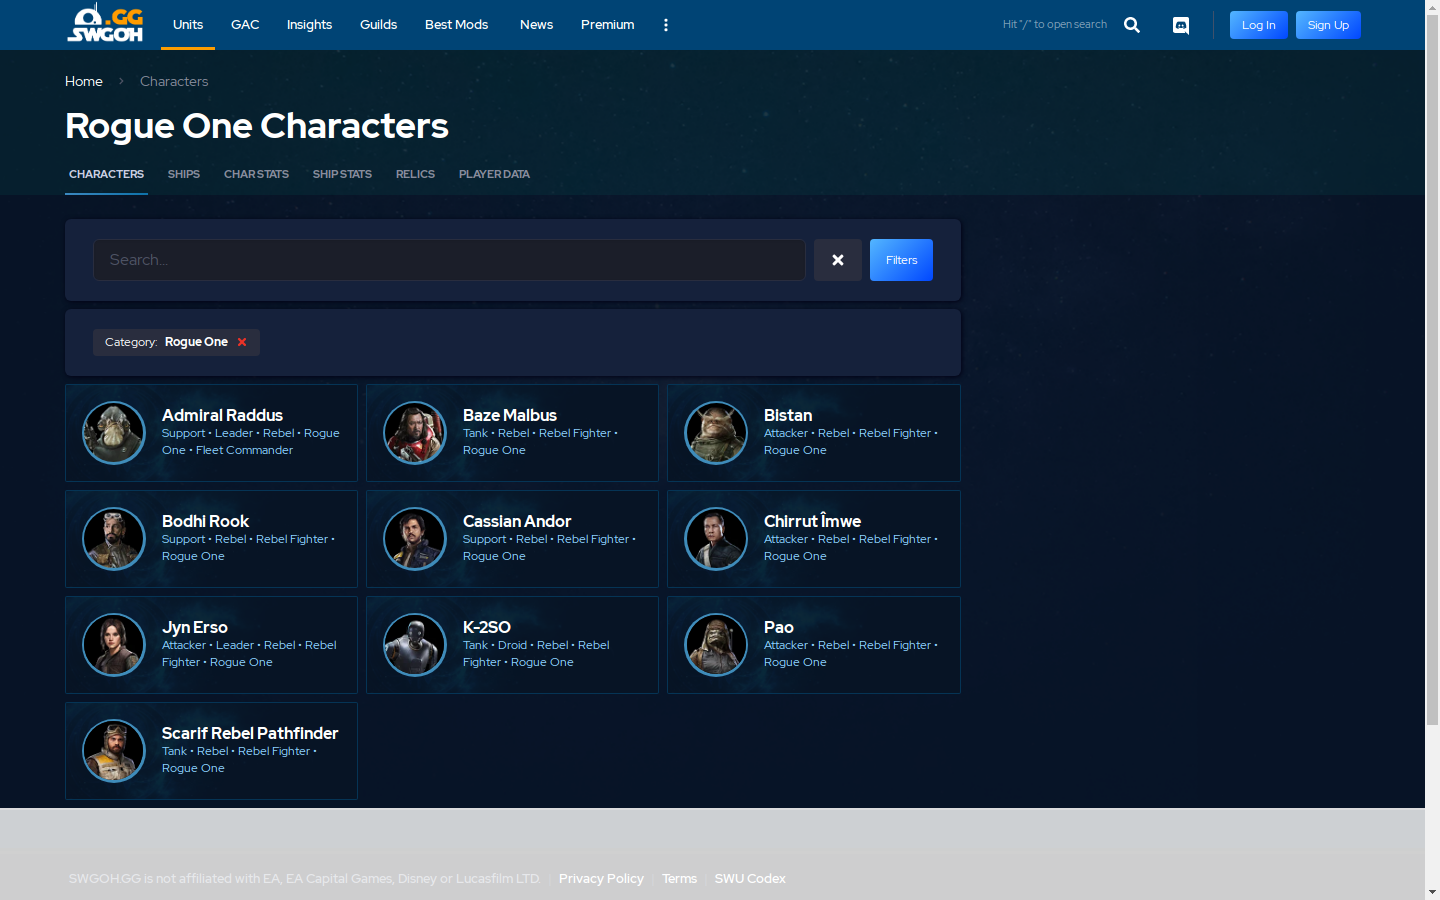 .GG
SWGOH
Units
GAC
Insights
Guilds
Best Mods
News
Premium
Hit "/" to open search
Log In
Sign Up
Home
Characters
Rogue One Characters
CHARACTERS
SHIPS
CHAR STATS
SHIP STATS
RELICS
PLAYER DATA
Search...
Filters
Category: Rogue One
Admiral Raddus
Support • Leader • Rebel • Rogue
One • Fleet Commander
Baze Malbus
Tank • Rebel • Rebel Fighter •
Rogue One
Bistan
Attacker • Rebel • Rebel Fighter •
Rogue One
Bodhi Rook
Support • Rebel • Rebel Fighter •
Rogue One
Cassian Andor
Support • Rebel • Rebel Fighter •
Rogue One
Chirrut Îmwe
Attacker • Rebel • Rebel Fighter •
Rogue One
Jyn Erso
Attacker • Leader • Rebel • Rebel
Fighter • Rogue One
K-2SO
Tank • Droid • Rebel • Rebel
Fighter • Rogue One
Pao
Attacker • Rebel • Rebel Fighter •
Rogue One
Scarif Rebel Pathfinder
Tank • Rebel • Rebel Fighter •
Rogue One
SWGOH.GG is not affiliated with EA, EA Capital Games, Disney or Lucasfilm LTD.
Privacy Policy
Terms
SWU Codex